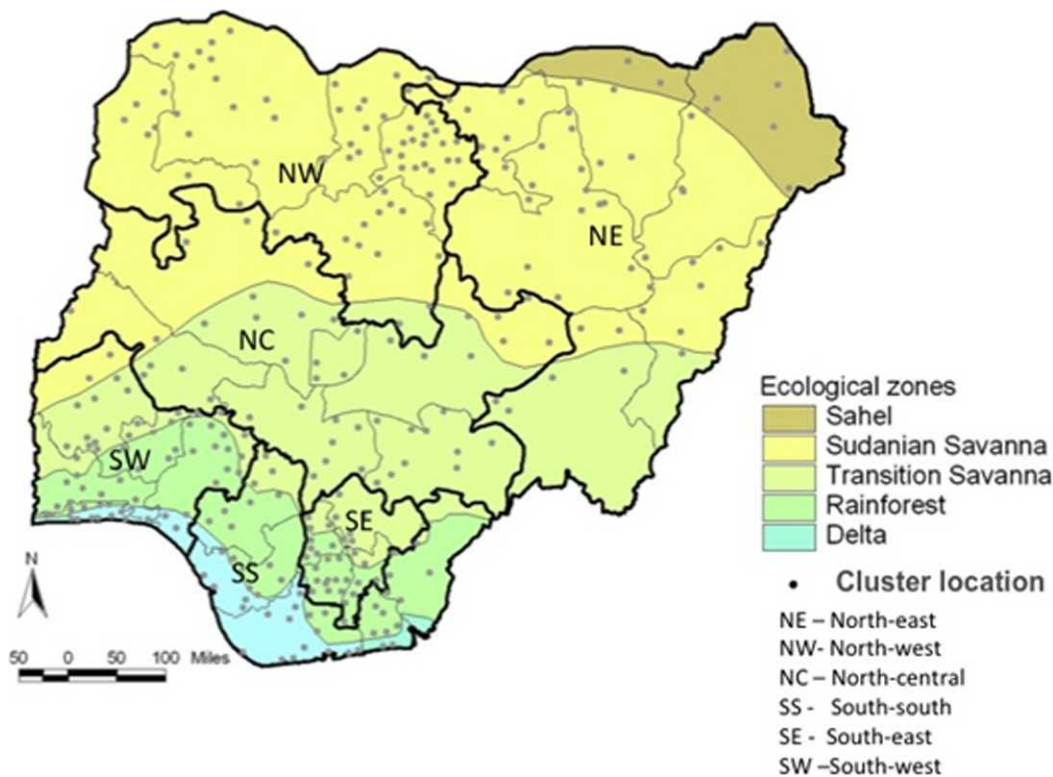 NW
NE
NC
SW
SE
SS
N
50 0 50 100 Miles
Ecological zones
Sahel
Sudanian Savanna
Transition Savanna
Rainforest
Delta
Cluster location
NE – North-east
NW- North-west
NC – North-central
SS - South-south
SE - South-east
SW –South-west